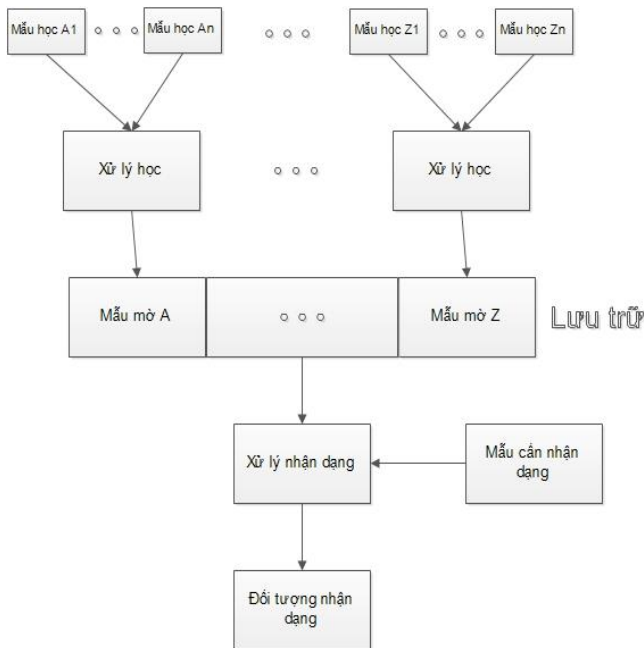 Mẫu học A1
Mẫu học An
Mẫu học Z1
Mẫu học Zn
Xử lý học
Xử lý học
Mẫu mờ A
Mẫu mờ Z
Lưu trữ
Xử lý nhận dạng
Mẫu cần nhận
dạng
Đối tượng nhận
dạng